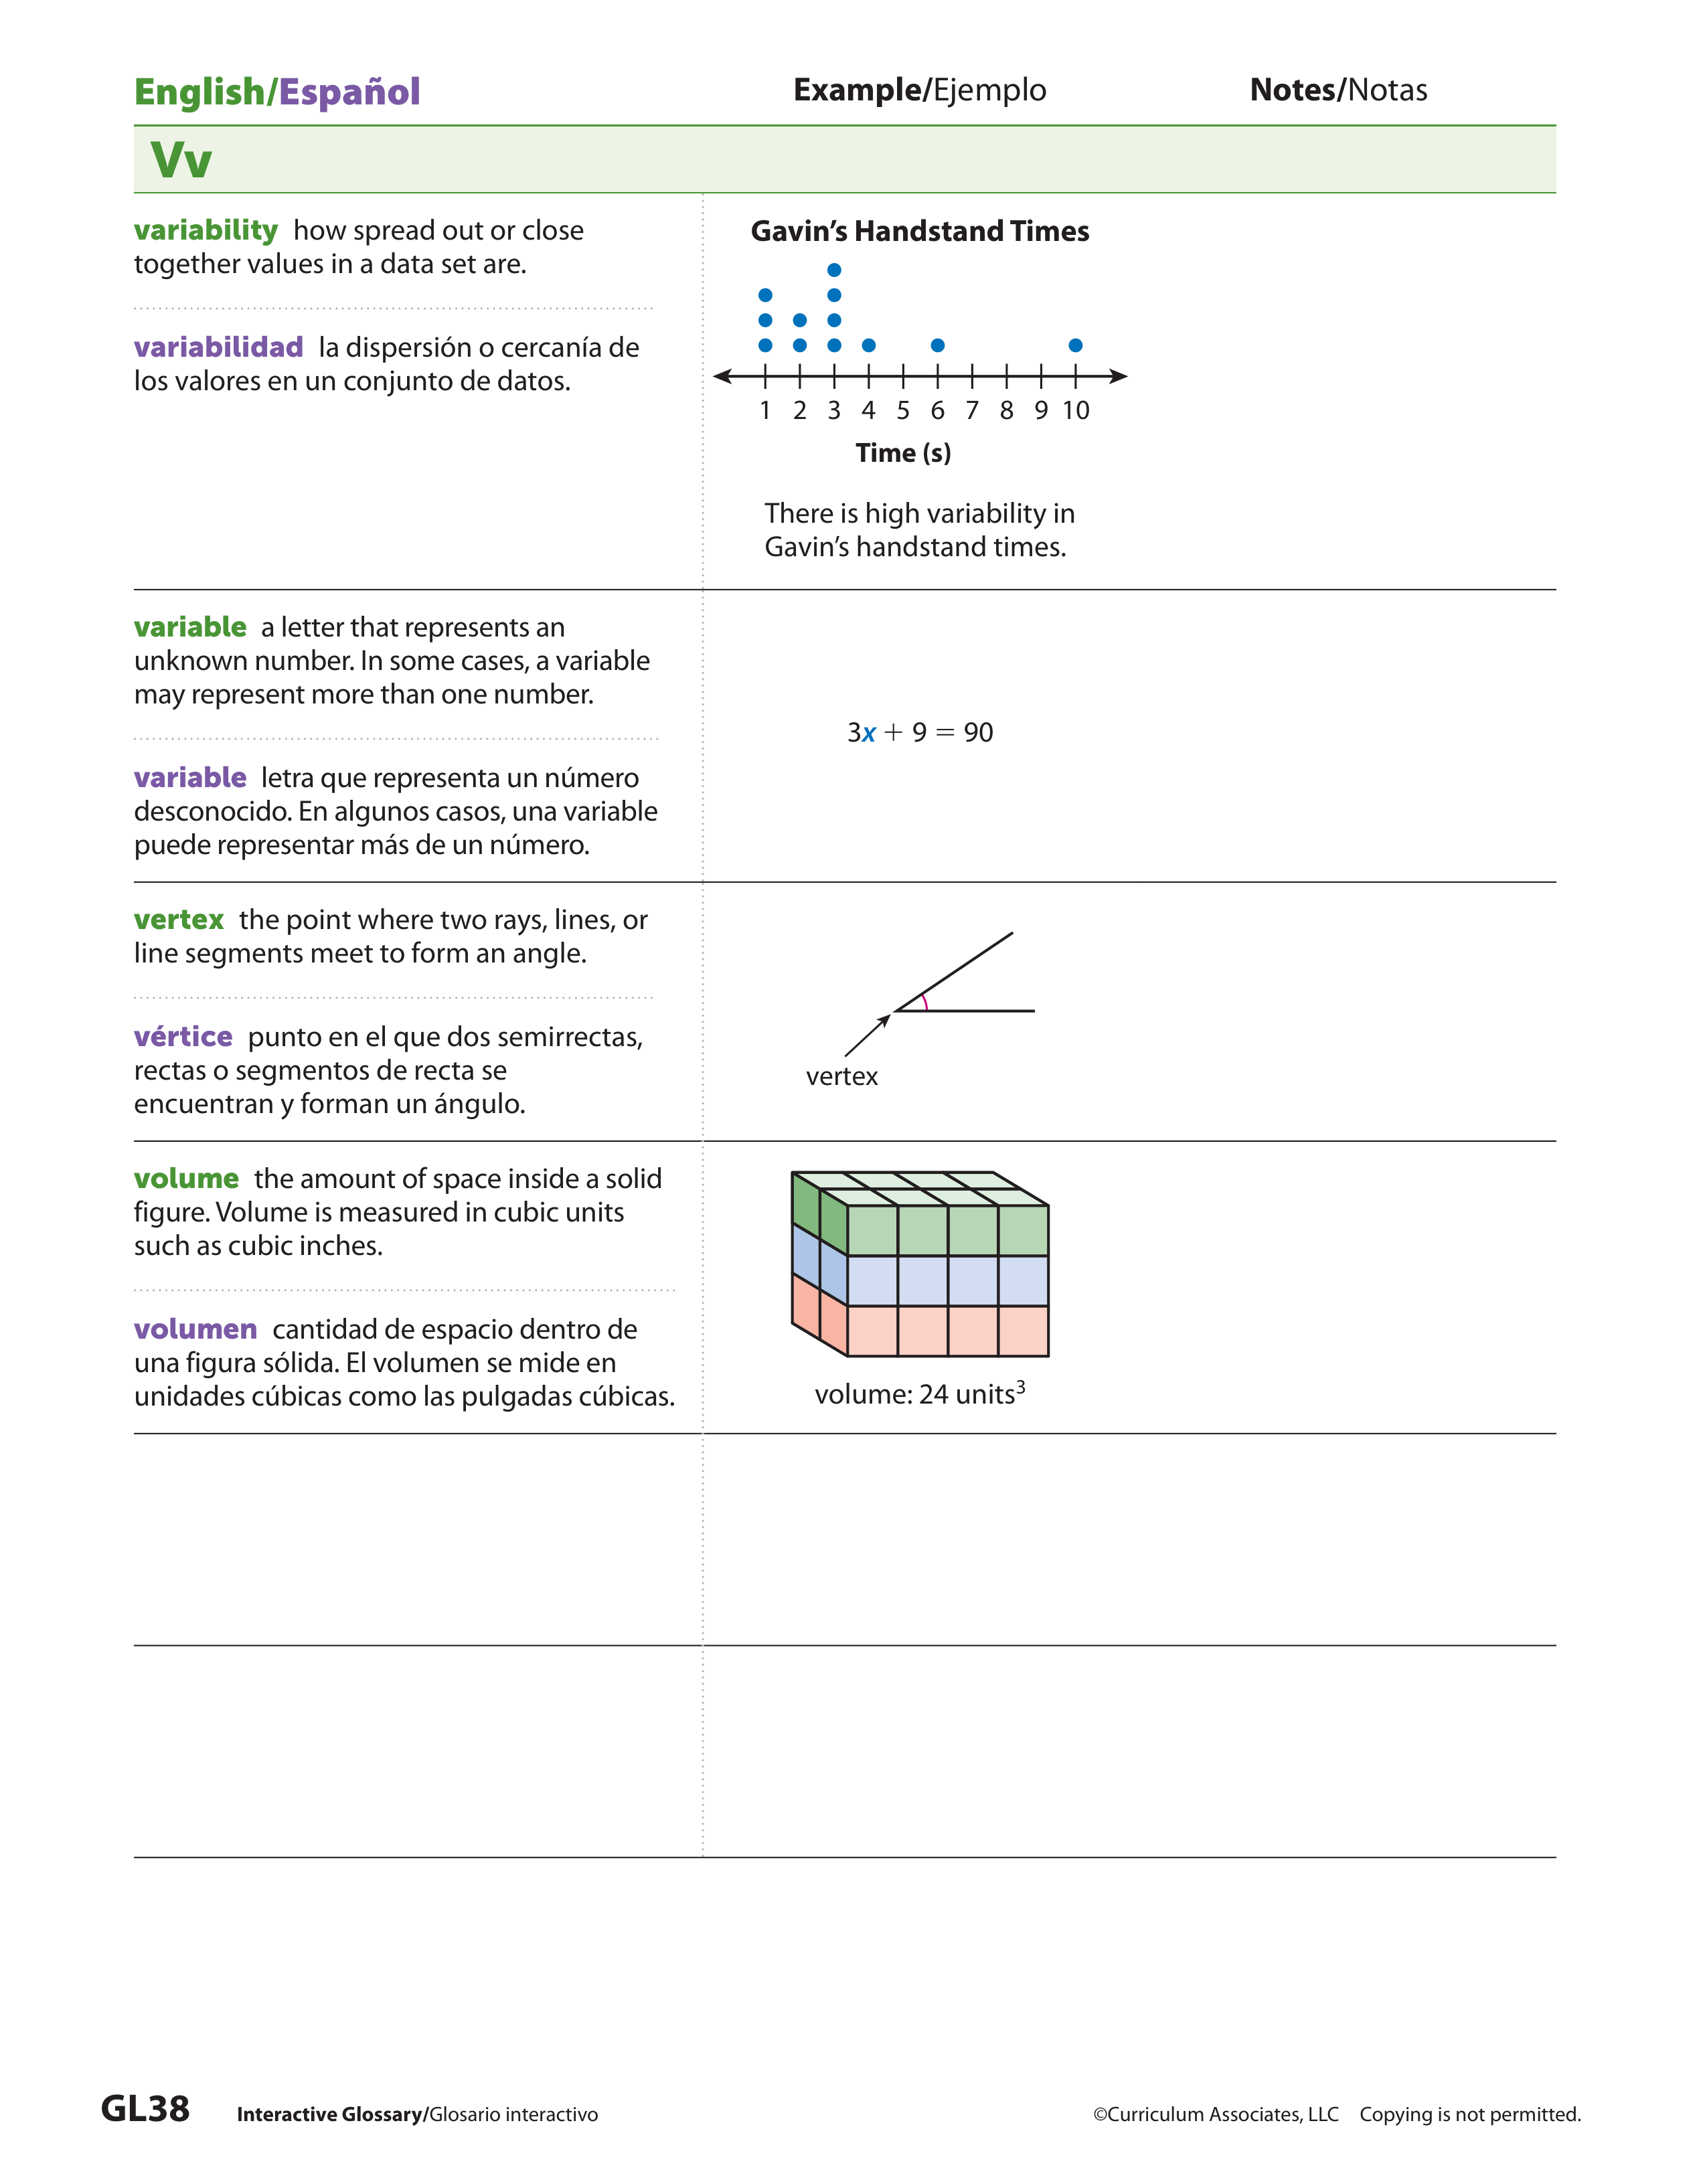 English/Español
Example/Ejemplo
Notes/Notas
Vv
variability how spread out or close
together values in a data set are.
variabilidad la dispersión o cercanía de
los valores en un conjunto de datos.
Gavin’s Handstand Times
1 2 3 4 5 6 7 8 9 10
Time (s)
There is high variability in
Gavin’s handstand times.
variable a letter that represents an
unknown number. In some cases, a variable
may represent more than one number.
variable letra que representa un número
desconocido. En algunos casos, una variable
puede representar más de un número.
3x + 9 = 90
vertex the point where two rays, lines, or
line segments meet to form an angle.
vértice punto en el que dos semirrectas,
rectas o segmentos de recta se
encuentran y forman un ángulo.
vertex
volume the amount of space inside a solid
figure. Volume is measured in cubic units
such as cubic inches.
volumen cantidad de espacio dentro de
una figura sólida. El volumen se mide en
unidades cúbicas como las pulgadas cúbicas.
volume: 24 units³
GL38 Interactive Glossary/Glosario interactivo
©Curriculum Associates, LLC Copying is not permitted.